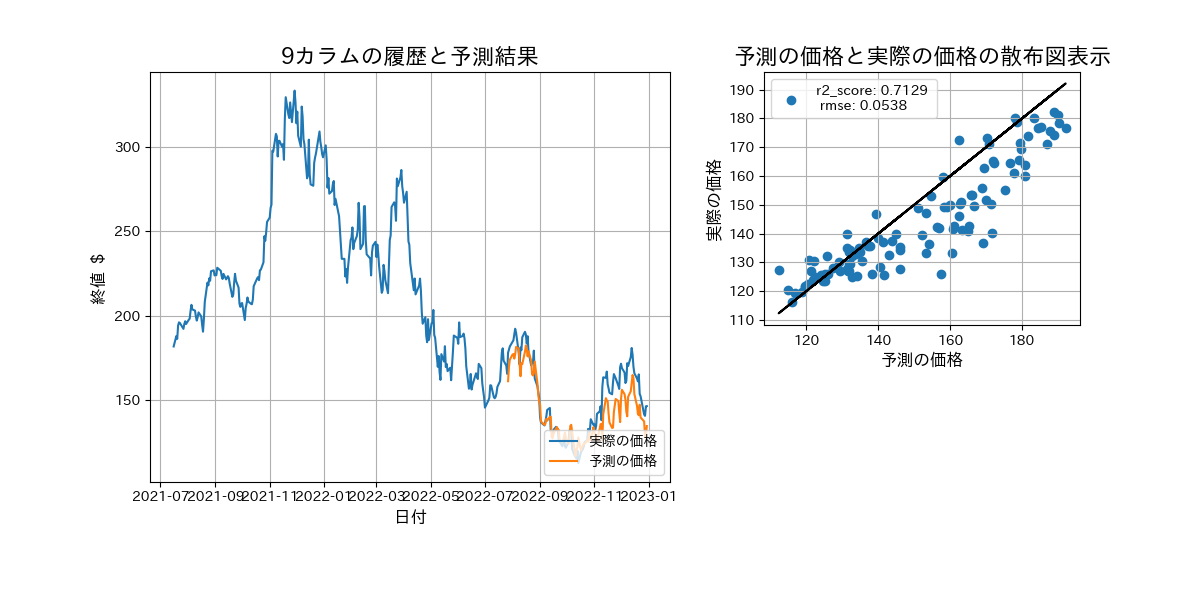 9カラムの履歴と予測結果
300
250
200
150
終値 $
2021-07
2021-09
2021-11
2022-01
2022-03
2022-05
2022-07
2022-09
2022-11
2023-01
日付
実際の価格
予測の価格
予測の価格と実際の価格の散布図表示
r2_score: 0.7129
rmse: 0.0538
190
180
170
160
150
140
130
120
110
実際の価格
120
140
160
180
予測の価格